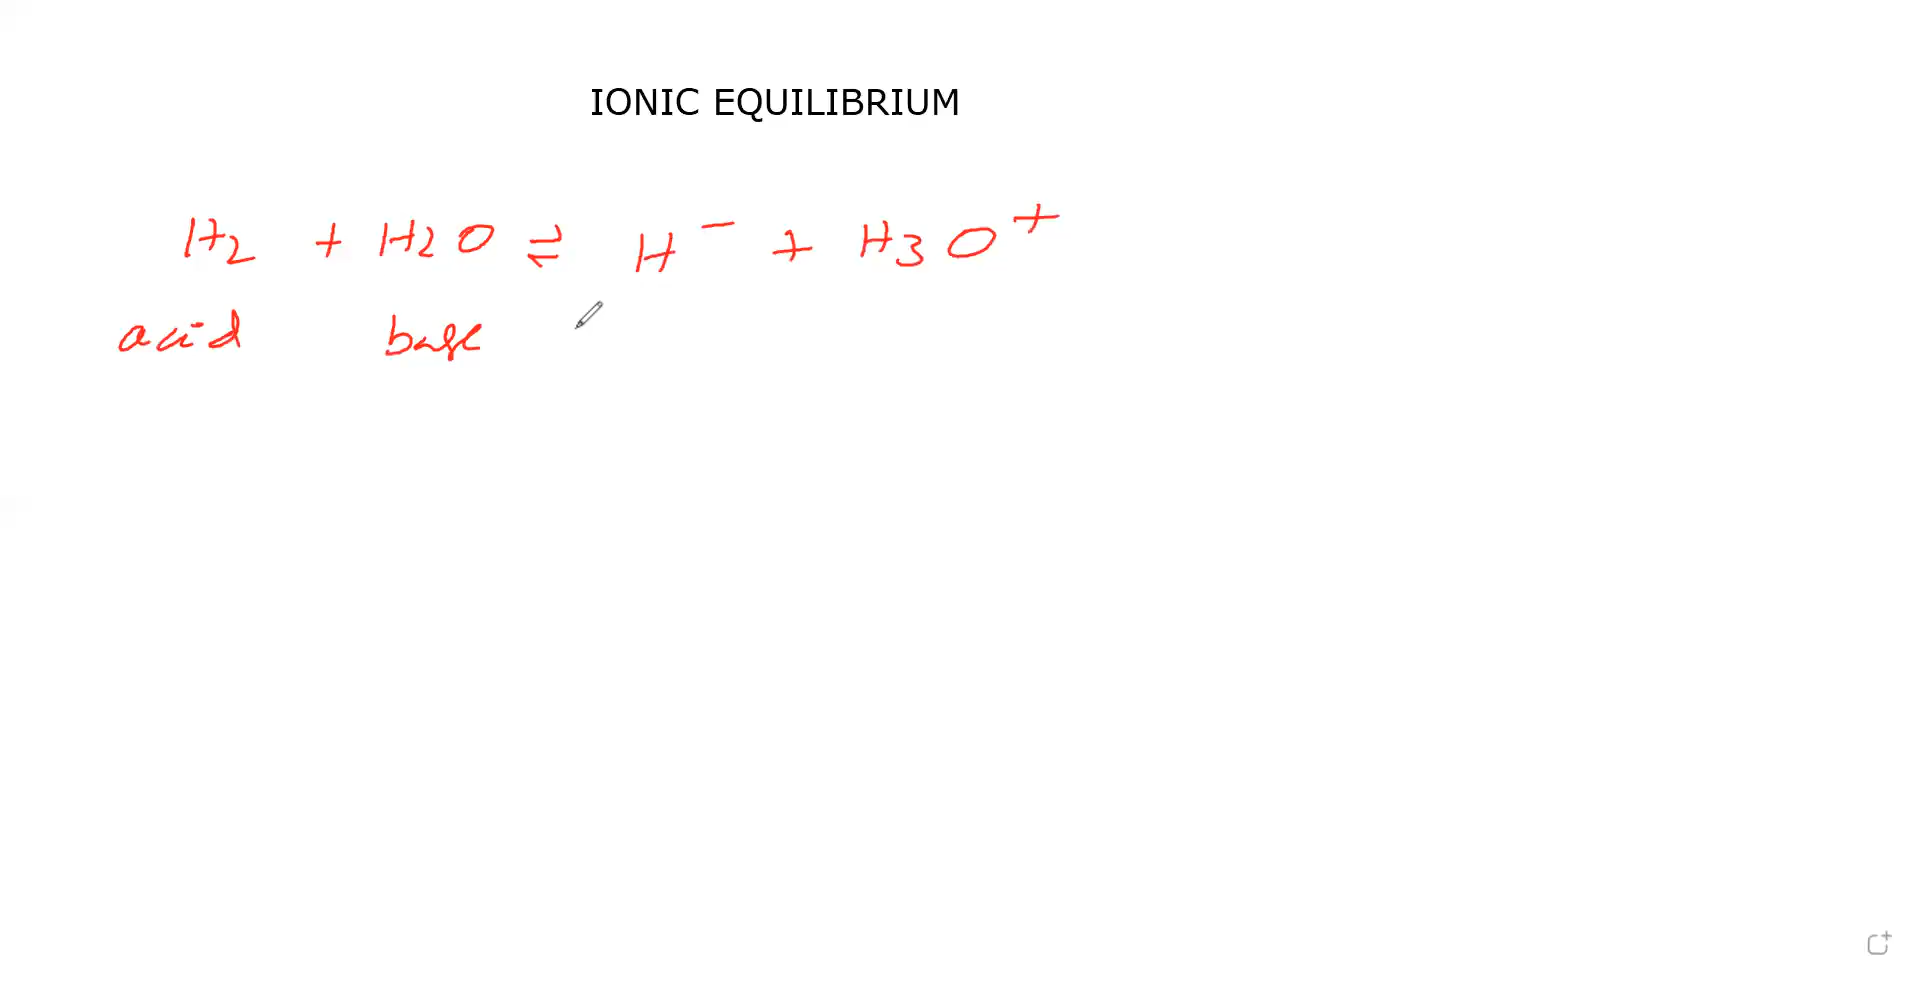 IONIC EQUILIBRIUM
H2 + H2O ⇌ H⁻ + H3O⁺
acid base